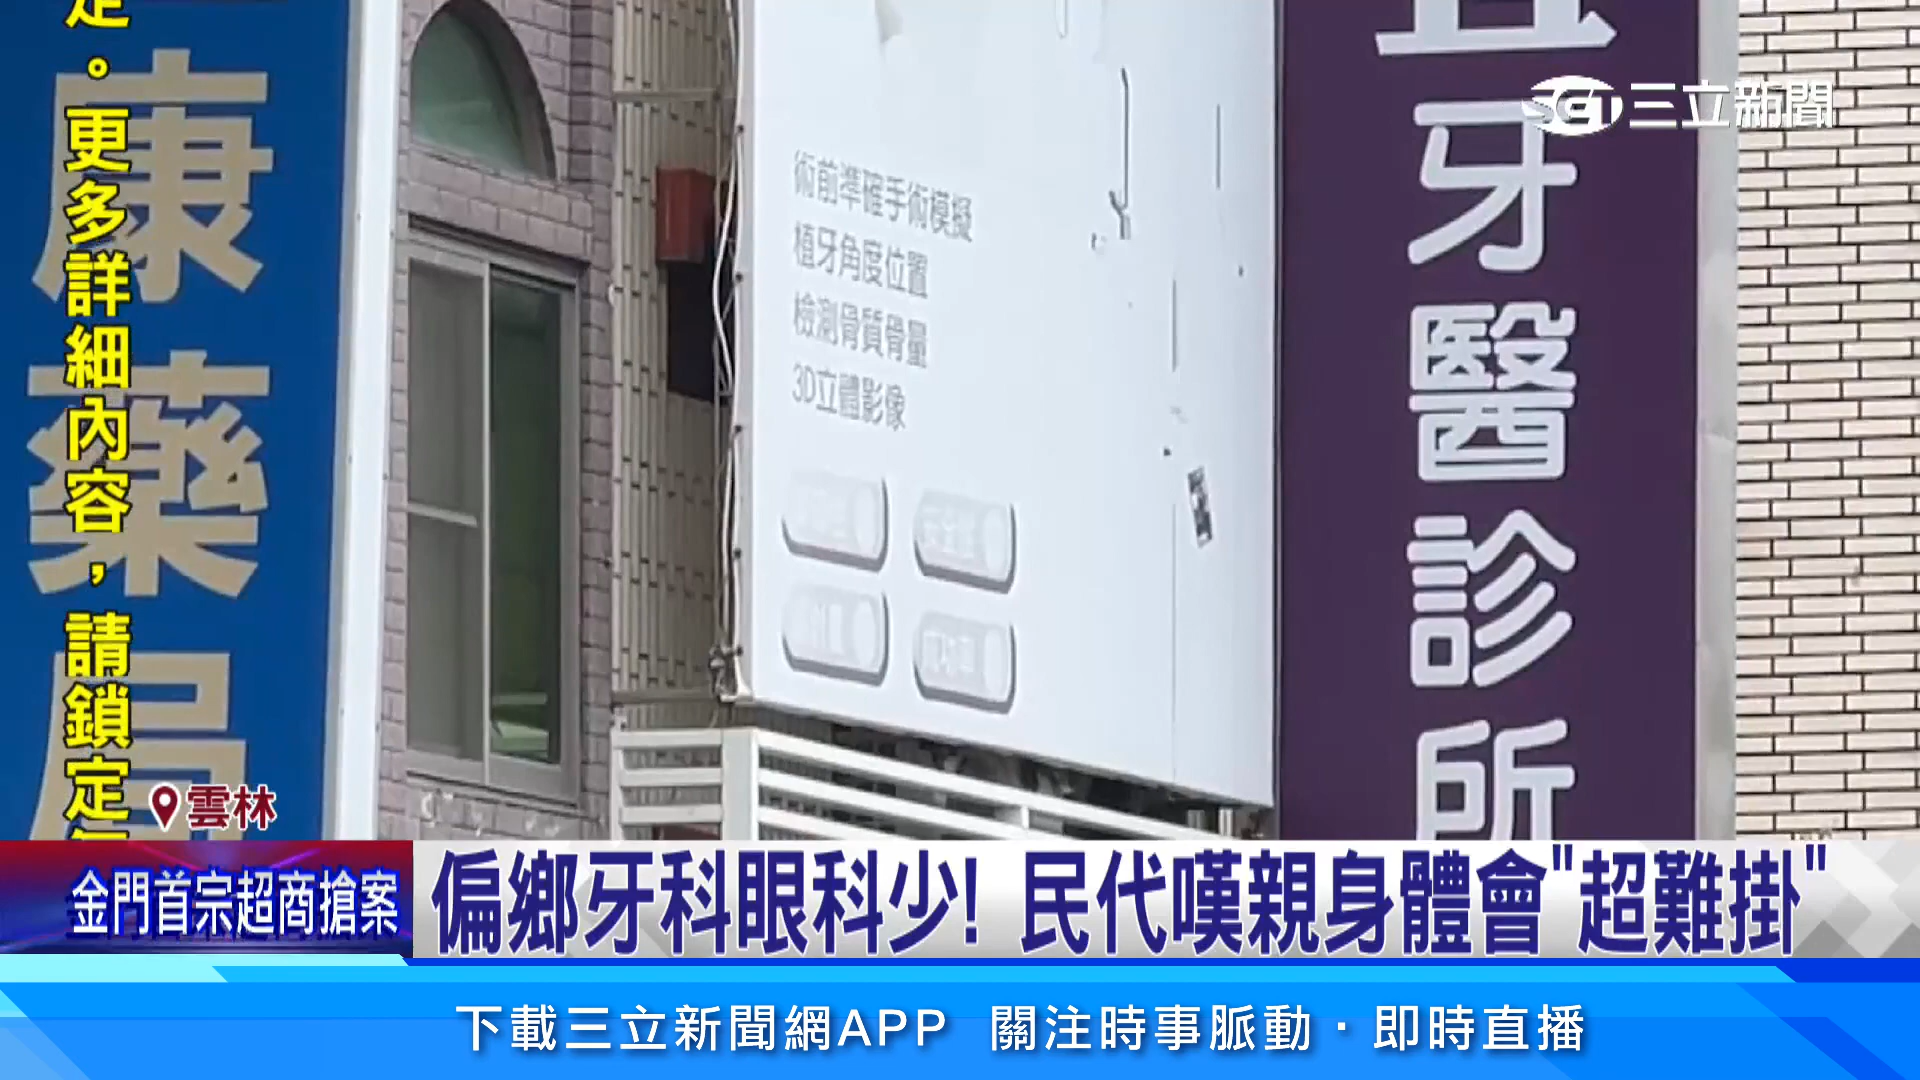 定。更多詳細內容，請鎖定
康藥局
術前準確手術模擬
植牙角度位置
檢測骨質骨量
3D立體影像
牙醫診所
SET三立新聞
雲林
金門首宗超商搶案
偏鄉牙科眼科少! 民代嘆親身體會"超難掛"
下載三立新聞網APP 關注時事脈動‧即時直播